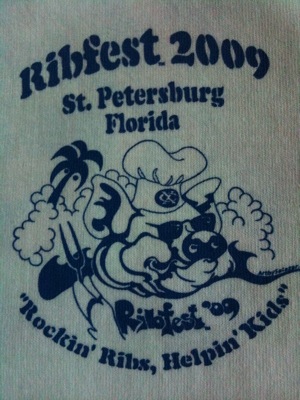 Ribfest 2009
St. Petersburg
Florida
Ribfest '09
"Rockin' Ribs, Helpin' Kids"